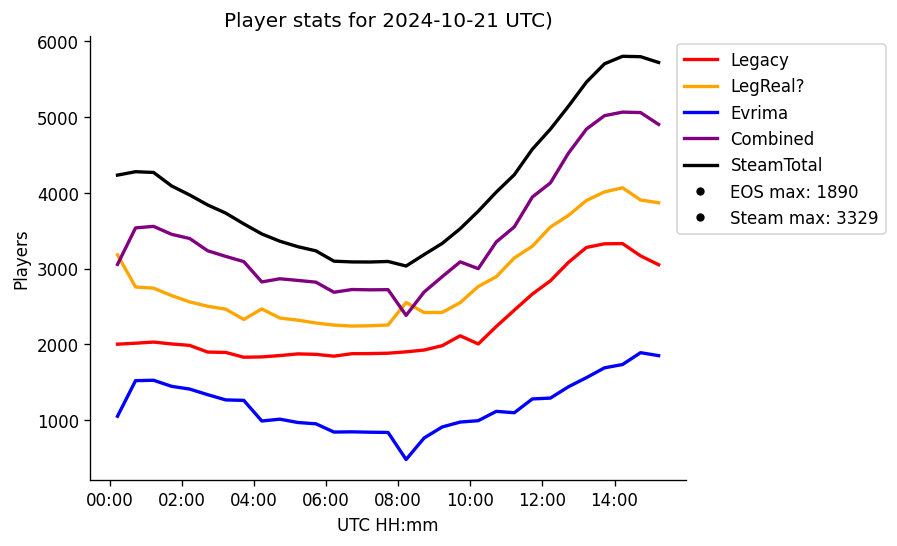 Player stats for 2024-10-21 UTC)
6000
5000
4000
3000
2000
1000
Players
00:00 02:00 04:00 06:00 08:00 10:00 12:00 14:00
UTC HH:mm
Legacy
LegReal?
Evrima
Combined
SteamTotal
EOS max: 1890
Steam max: 3329